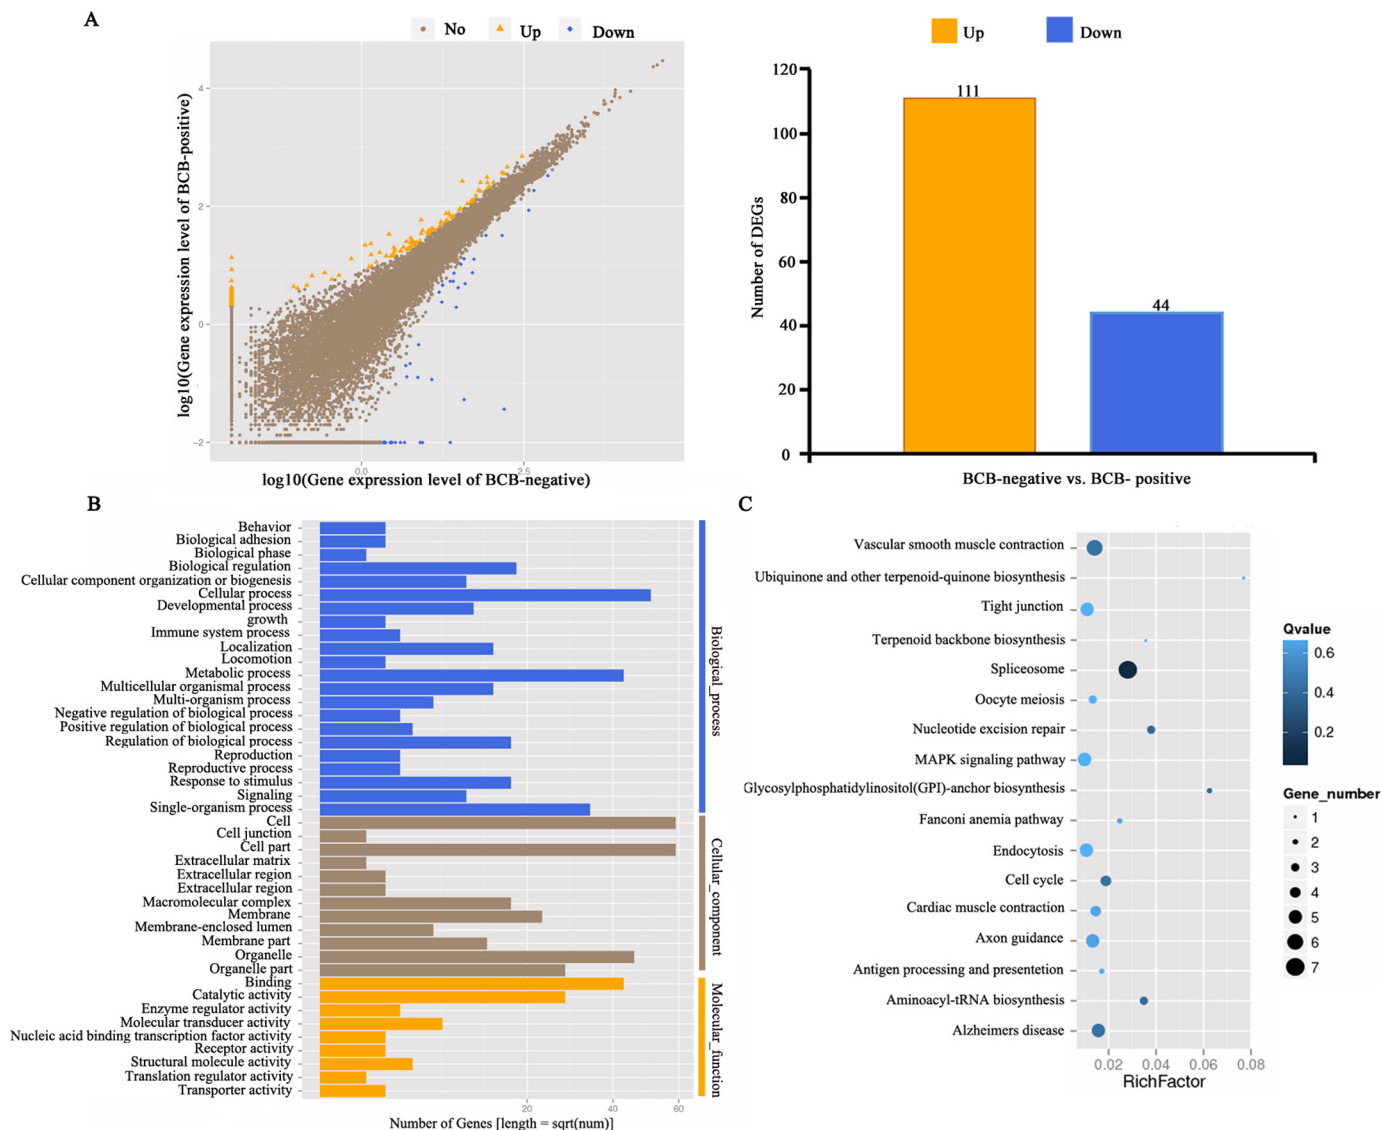 A
No
Up
Down
log10(Gene expression level of BCB-positive)
4
2
0
-1
-2
0.0
2.5
log10(Gene expression level of BCB-negative)
Up
Down
Number of DEGs
120
100
80
60
40
20
0
111
44
BCB-negative vs. BCB- positive
B
Behavior
Biological adhesion
Biological phase
Biological regulation
Cellular component organization or biogenesis
Cellular process
Developmental process
growth
Immune system process
Localization
Locomotion
Metabolic process
Multicellular organismal process
Multi-organism process
Negative regulation of biological process
Positive regulation of biological process
Regulation of biological process
Reproduction
Reproductive process
Response to stimulus
Signaling
Single-organism process
Cell
Cell junction
Cell part
Extracellular matrix
Extracellular region
Extracellular region
Macromolecular complex
Membrane
Membrane-enclosed lumen
Membrane part
Organelle
Organelle part
Binding
Catalytic activity
Enzyme regulator activity
Molecular transducer activity
Nucleic acid binding transcription factor activity
Receptor activity
Structural molecule activity
Translation regulator activity
Transporter activity
Biological_process
Cellular_component
Molecular_function
20
40
60
Number of Genes [length = sqrt(num)]
C
Vascular smooth muscle contraction
Ubiquinone and other terpenoid-quinone biosynthesis
Tight junction
Terpenoid backbone biosynthesis
Spliceosome
Oocyte meiosis
Nucleotide excision repair
MAPK signaling pathway
Glycosylphosphatidylinositol(GPI)-anchor biosynthesis
Fanconi anemia pathway
Endocytosis
Cell cycle
Cardiac muscle contraction
Axon guidance
Antigen processing and presentetion
Aminoacyl-tRNA biosynthesis
Alzheimers disease
0.02
0.04
0.06
0.08
RichFactor
Qvalue
0.6
0.4
0.2
Gene_number
1
2
3
4
5
6
7